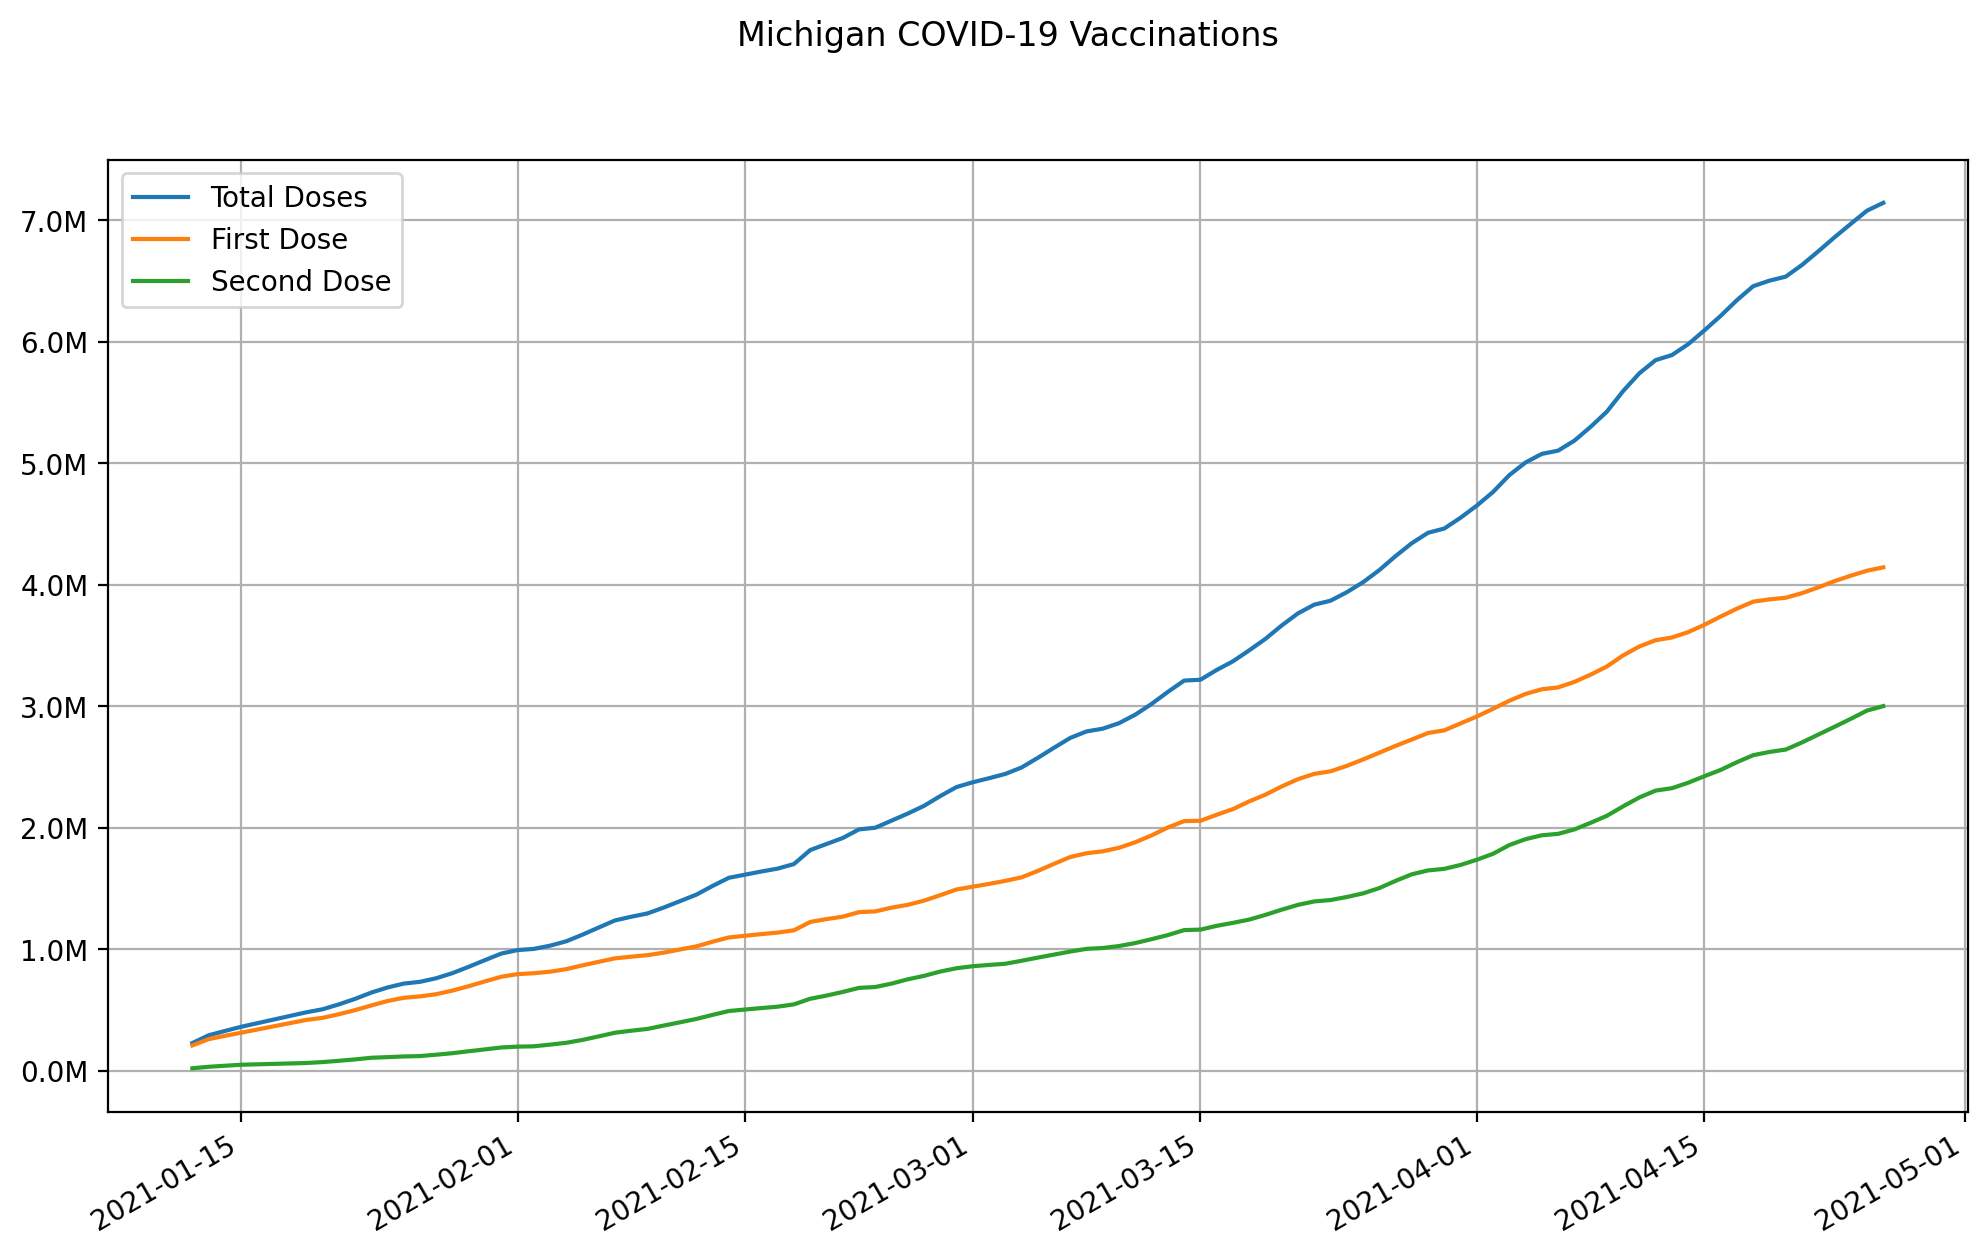 Michigan COVID-19 Vaccinations
Total Doses
First Dose
Second Dose
7.0M
6.0M
5.0M
4.0M
3.0M
2.0M
1.0M
0.0M
2021-01-15
2021-02-01
2021-02-15
2021-03-01
2021-03-15
2021-04-01
2021-04-15
2021-05-01